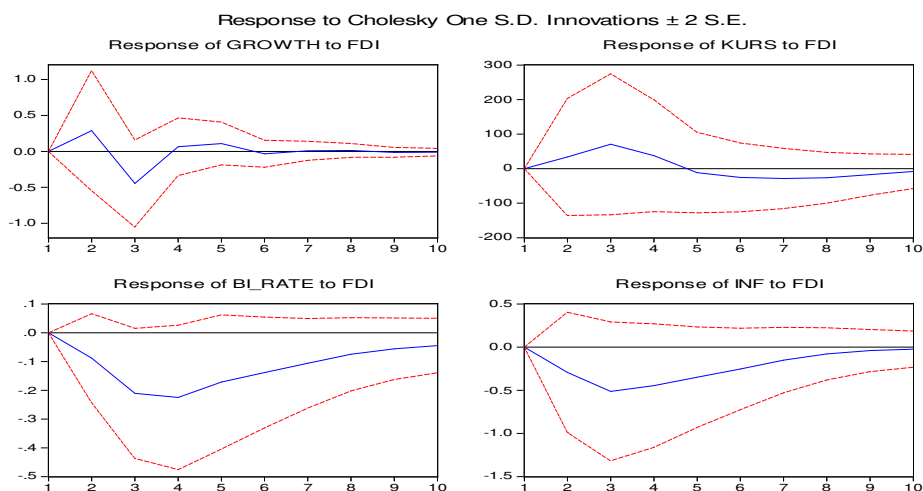 Response to Cholesky One S.D. Innovations ± 2 S.E.
Response of GROWTH to FDI
1.0
0.5
0.0
-0.5
-1.0
1 2 3 4 5 6 7 8 9 10
Response of KURS to FDI
300
200
100
0
-100
-200
1 2 3 4 5 6 7 8 9 10
Response of BI_RATE to FDI
.1
.0
-.1
-.2
-.3
-.4
-.5
1 2 3 4 5 6 7 8 9 10
Response of INF to FDI
0.5
0.0
-0.5
-1.0
-1.5
1 2 3 4 5 6 7 8 9 10